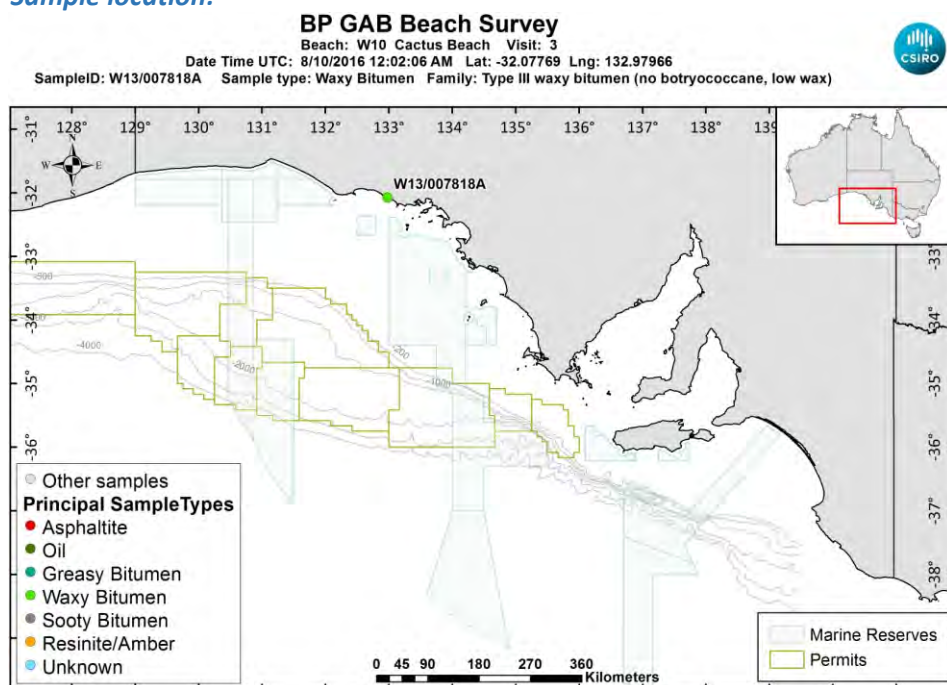 Sample location:
BP GAB Beach Survey
Beach: W10 Cactus Beach Visit: 3
Date Time UTC: 8/10/2016 12:02:06 AM Lat: -32.07769 Lng: 132.97966
SampleID: W13/007818A Sample type: Waxy Bitumen Family: Type III waxy bitumen (no botryococcane, low wax)
CSIRO
128° 129° 130° 131° 132° 133° 134° 135° 136° 137° 138° 139
-31°
N
W E
S
W13/007818A
-32°
-33°
-34°
-35°
-36°
-37°
-38°
-34°
-35°
-36°
-37°
-38°
-200
-1000
-2000
-4000
Other samples
Principal SampleTypes
Asphaltite
Oil
Greasy Bitumen
Waxy Bitumen
Sooty Bitumen
Resinite/Amber
Unknown
0 45 90 180 270 360
Kilometers
Marine Reserves
Permits